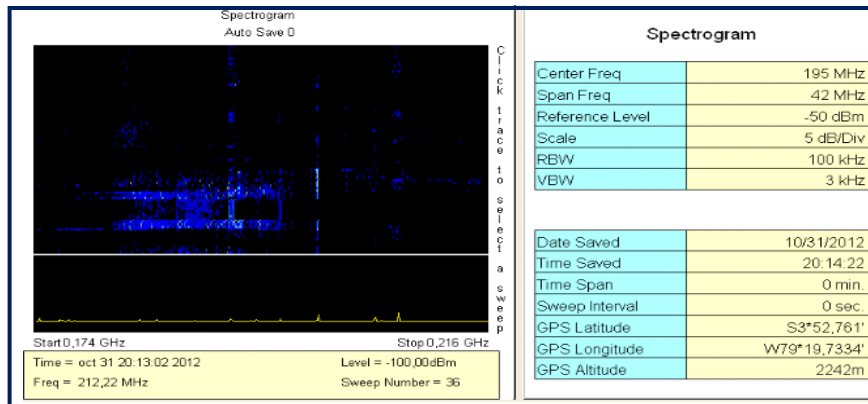 Spectrogram
Auto Save 0
Click trace to select a sweep
Start 0,174 GHz Stop 0,216 GHz
Time = oct 31 20:13:02 2012 Level = -100,00dBm
Freq = 212,22 MHz Sweep Number = 36
Spectrogram
Center Freq 195 MHz
Span Freq 42 MHz
Reference Level -50 dBm
Scale 5 dB/Div
RBW 100 kHz
VBW 3 kHz
Date Saved 10/31/2012
Time Saved 20:14:22
Time Span 0 min.
Sweep Interval 0 sec.
GPS Latitude S3*52,761'
GPS Longitude W79*19,7334'
GPS Altitude 2242m